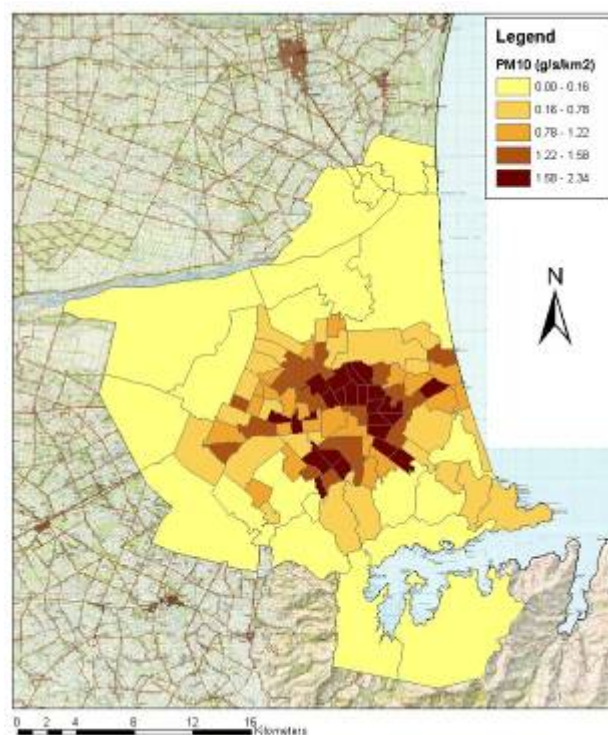 Legend
PM10 (g/s/km2)
0.00 - 0.16
0.16 - 0.78
0.78 - 1.22
1.22 - 1.58
1.58 - 2.34
N
0 2 4 8 12 16
Kilometers